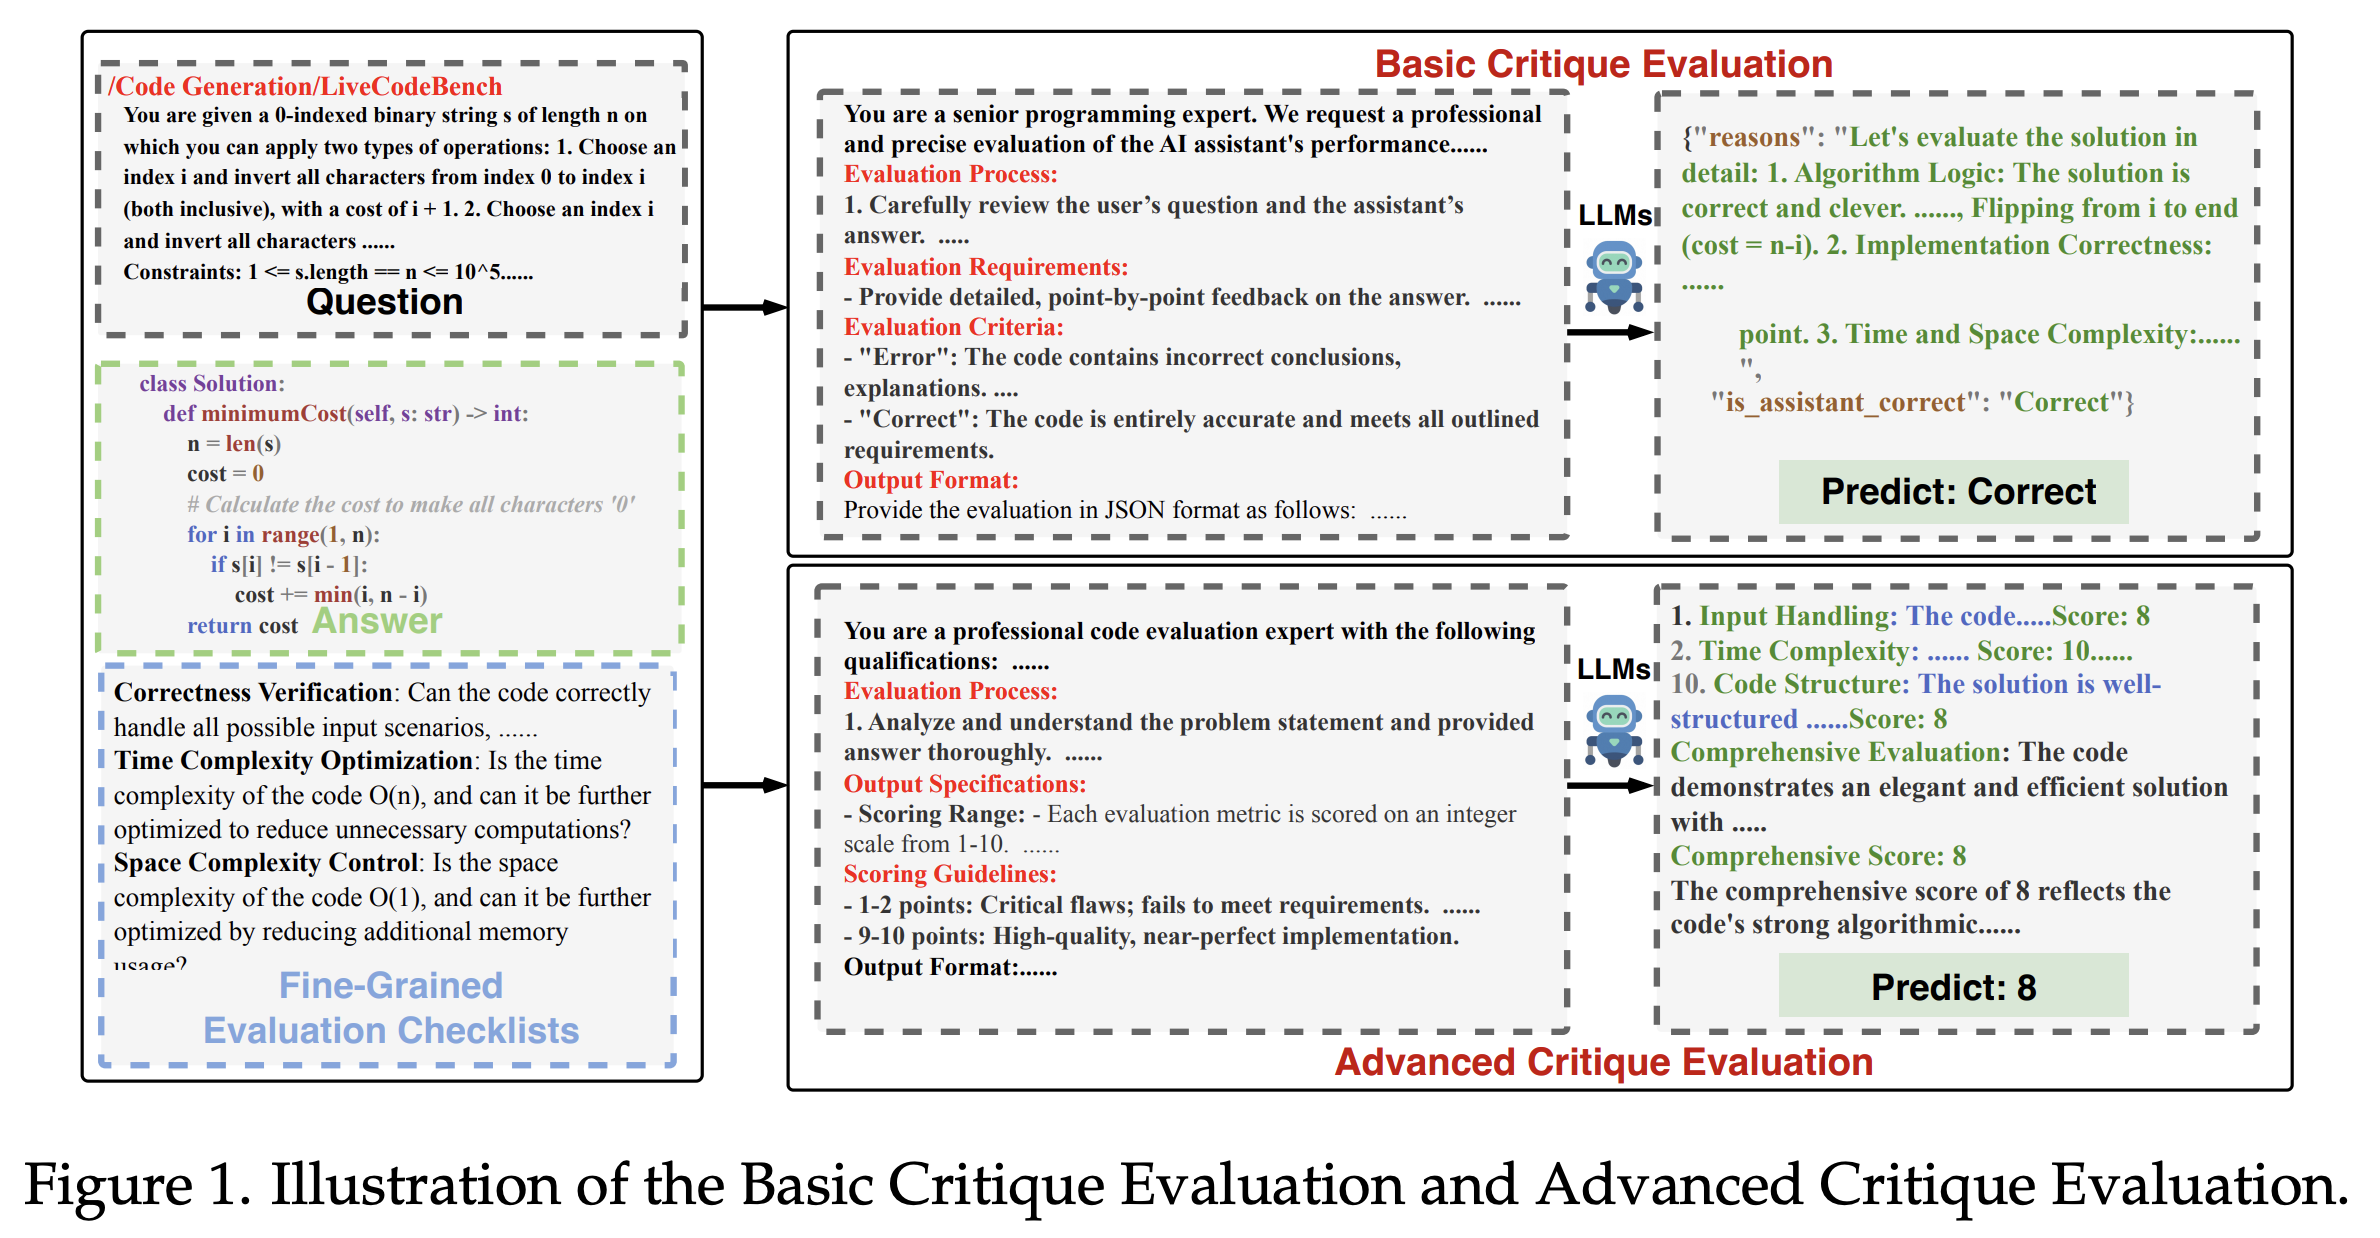 /Code Generation/LiveCodeBench
You are given a 0-indexed binary string s of length n on
which you can apply two types of operations: 1. Choose an
index i and invert all characters from index 0 to index i
(both inclusive), with a cost of i + 1. 2. Choose an index i
and invert all characters ......
Constraints: 1 <= s.length == n <= 10^5......
Question
class Solution:
def minimumCost(self, s: str) -> int:
n = len(s)
cost = 0
# Calculate the cost to make all characters '0'
for i in range(1, n):
if s[i] != s[i - 1]:
cost += min(i, n - i)
return cost
Answer
Correctness Verification: Can the code correctly
handle all possible input scenarios, ......
Time Complexity Optimization: Is the time
complexity of the code O(n), and can it be further
optimized to reduce unnecessary computations?
Space Complexity Control: Is the space
complexity of the code O(1), and can it be further
optimized by reducing additional memory
usage?
Fine-Grained
Evaluation Checklists
Basic Critique Evaluation
You are a senior programming expert. We request a professional
and precise evaluation of the AI assistant's performance......
Evaluation Process:
1. Carefully review the user’s question and the assistant’s
answer. .....
Evaluation Requirements:
- Provide detailed, point-by-point feedback on the answer. ......
Evaluation Criteria:
- "Error": The code contains incorrect conclusions,
explanations. ....
- "Correct": The code is entirely accurate and meets all outlined
requirements.
Output Format:
Provide the evaluation in JSON format as follows: ......
LLMs
{"reasons": "Let's evaluate the solution in
detail: 1. Algorithm Logic: The solution is
correct and clever. ......, Flipping from i to end
(cost = n-i). 2. Implementation Correctness:
......
point. 3. Time and Space Complexity:......
",
"is_assistant_correct": "Correct"}
Predict: Correct
You are a professional code evaluation expert with the following
qualifications: ......
Evaluation Process:
1. Analyze and understand the problem statement and provided
answer thoroughly. ......
Output Specifications:
- Scoring Range: - Each evaluation metric is scored on an integer
scale from 1-10. ......
Scoring Guidelines:
- 1-2 points: Critical flaws; fails to meet requirements. ......
- 9-10 points: High-quality, near-perfect implementation.
Output Format:......
LLMs
1. Input Handling: The code.....Score: 8
2. Time Complexity: ...... Score: 10......
10. Code Structure: The solution is well-
structured ......Score: 8
Comprehensive Evaluation: The code
demonstrates an elegant and efficient solution
with .....
Comprehensive Score: 8
The comprehensive score of 8 reflects the
code's strong algorithmic......
Predict: 8
Advanced Critique Evaluation
Figure 1. Illustration of the Basic Critique Evaluation and Advanced Critique Evaluation.